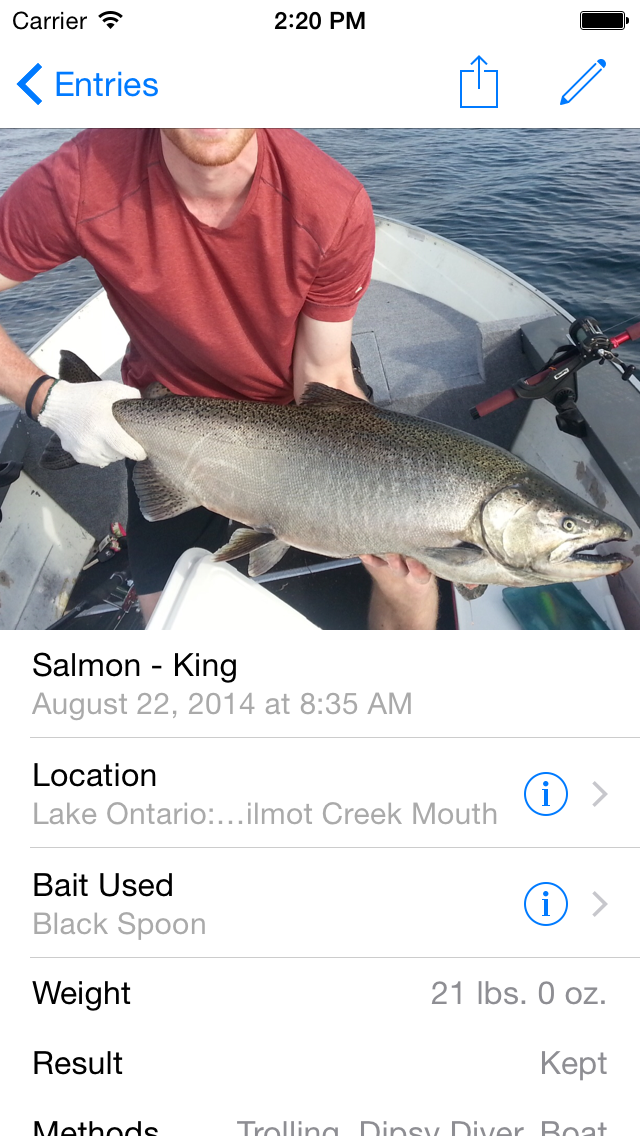 Carrier 2:20 PM
Entries
Salmon - King
August 22, 2014 at 8:35 AM
Location
Lake Ontario:…ilmot Creek Mouth
Bait Used
Black Spoon
Weight 21 lbs. 0 oz.
Result Kept
Methods Trolling, Dipsy Diver, Boat